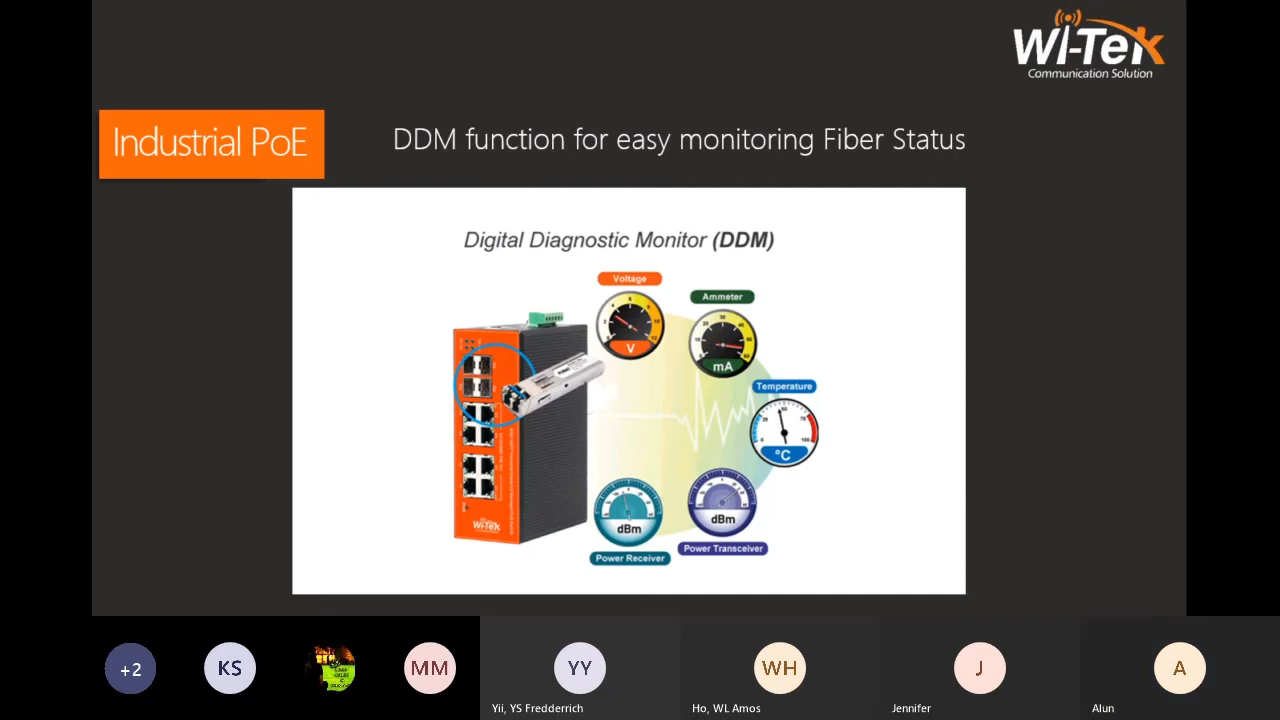 Wi-Tek
Communication Solution
Industrial PoE
DDM function for easy monitoring Fiber Status
Digital Diagnostic Monitor (DDM)
Voltage
V
Ammeter
mA
Temperature
°C
dBm
Power Receiver
dBm
Power Transceiver
Wi-Tek
+2
KS
MM
YY
WH
J
A
Yii, YS Fredderrich
Ho, WL Amos
Jennifer
Alun